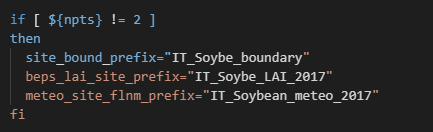 if [ ${npts} != 2 ]
then
  site_bound_prefix="IT_Soybe_boundary"
  beps_lai_site_prefix="IT_Soybe_LAI_2017"
  meteo_site_flnm_prefix="IT_Soybean_meteo_2017"
fi